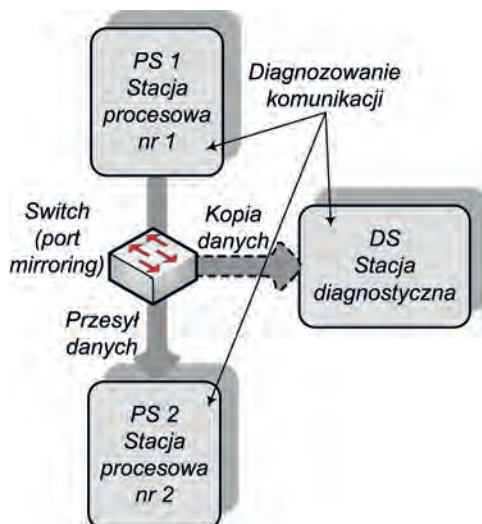 PS 1
Stacja
procesowa
nr 1
Diagnozowanie
komunikacji
Switch
(port
mirroring)
Kopia
danych
DS
Stacja
diagnostyczna
Przesył
danych
PS 2
Stacja
procesowa
nr 2